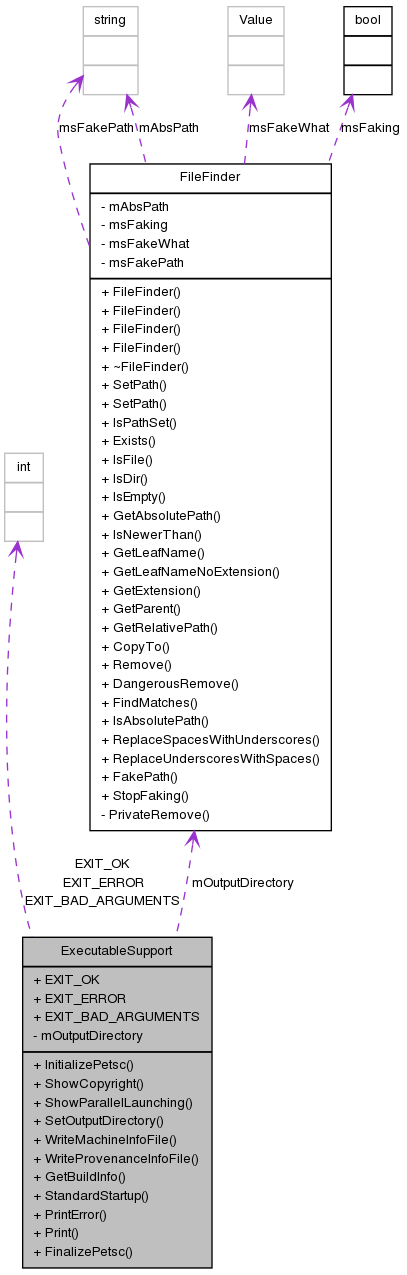 string
Value
bool
msFakePath
mAbsPath
msFakeWhat
msFaking
FileFinder
- mAbsPath
- msFaking
- msFakeWhat
- msFakePath
+ FileFinder()
+ FileFinder()
+ FileFinder()
+ FileFinder()
+ ~FileFinder()
+ SetPath()
+ SetPath()
+ IsPathSet()
+ Exists()
+ IsFile()
+ IsDir()
+ IsEmpty()
+ GetAbsolutePath()
+ IsNewerThan()
+ GetLeafName()
+ GetLeafNameNoExtension()
+ GetExtension()
+ GetParent()
+ GetRelativePath()
+ CopyTo()
+ Remove()
+ DangerousRemove()
+ FindMatches()
+ IsAbsolutePath()
+ ReplaceSpacesWithUnderscores()
+ ReplaceUnderscoresWithSpaces()
+ FakePath()
+ StopFaking()
- PrivateRemove()
int
EXIT_OK
EXIT_ERROR
EXIT_BAD_ARGUMENTS
mOutputDirectory
ExecutableSupport
+ EXIT_OK
+ EXIT_ERROR
+ EXIT_BAD_ARGUMENTS
- mOutputDirectory
+ InitializePetsc()
+ ShowCopyright()
+ ShowParallelLaunching()
+ SetOutputDirectory()
+ WriteMachineInfoFile()
+ WriteProvenanceInfoFile()
+ GetBuildInfo()
+ StandardStartup()
+ PrintError()
+ Print()
+ FinalizePetsc()